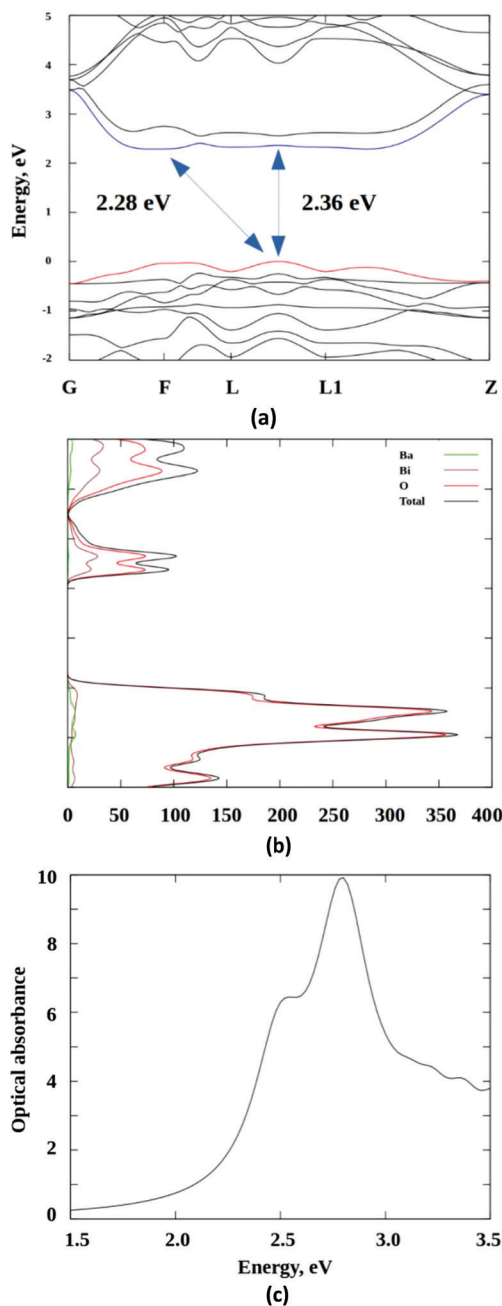 5
4
3
2
1
0
-1
-2
Energy, eV
2.28 eV
2.36 eV
G F L L1 Z
(a)
Ba
Bi
O
Total
0 50 100 150 200 250 300 350 400
(b)
10
8
6
4
2
0
Optical absorbance
1.5 2.0 2.5 3.0 3.5
Energy, eV
(c)